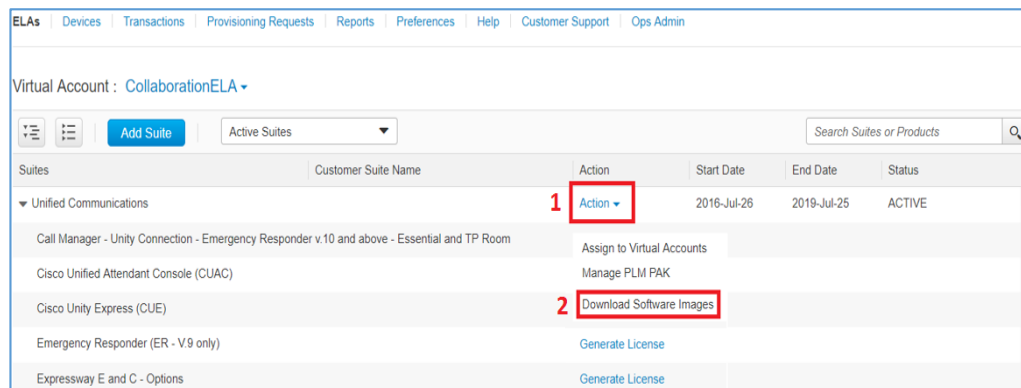 ELAs Devices Transactions Provisioning Requests Reports Preferences Help Customer Support Ops Admin
Virtual Account : CollaborationELA
Add Suite Active Suites Search Suites or Products
Suites Customer Suite Name Action Start Date End Date Status
Unified Communications 1 Action 2016-Jul-26 2019-Jul-25 ACTIVE
Call Manager - Unity Connection - Emergency Responder v.10 and above - Essential and TP Room
Assign to Virtual Accounts
Cisco Unified Attendant Console (CUAC) Manage PLM PAK
Cisco Unity Express (CUE) 2 Download Software Images
Emergency Responder (ER - V.9 only) Generate License
Expressway E and C - Options Generate License